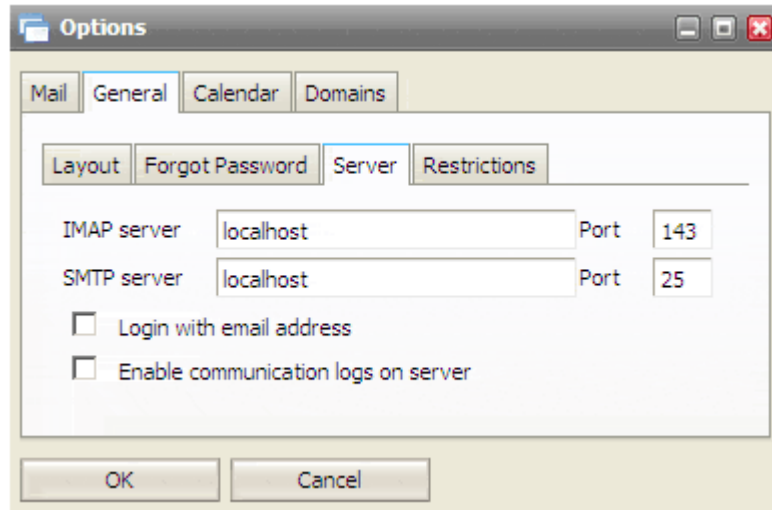 Options
Mail General Calendar Domains
Layout Forgot Password Server Restrictions
IMAP server localhost Port 143
SMTP server localhost Port 25
Login with email address
Enable communication logs on server
OK Cancel